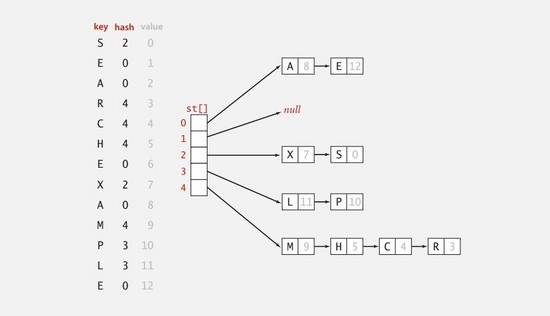 key hash value
S 2 0
E 0 1
A 0 2
R 4 3
C 4 4
H 4 5
E 0 6
X 2 7
A 0 8
M 4 9
P 3 10
L 3 11
E 0 12
st[]
0
1
2
3
4
A 8 E 12
null
X 7 S 0
L 11 P 10
M 9 H 5 C 4 R 3